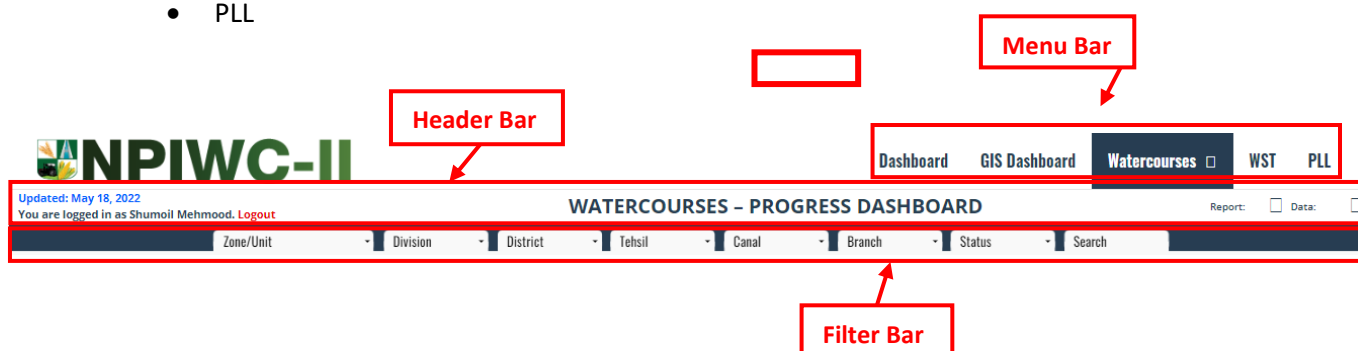 • PLL
Menu Bar
Header Bar
NPIWC-II
Dashboard GIS Dashboard Watercourses WST PLL
Updated: May 18, 2022
You are logged in as Shumoil Mehmood. Logout
WATERCOURSES – PROGRESS DASHBOARD
Report: Data:
Zone/Unit Division District Tehsil Canal Branch Status Search
Filter Bar